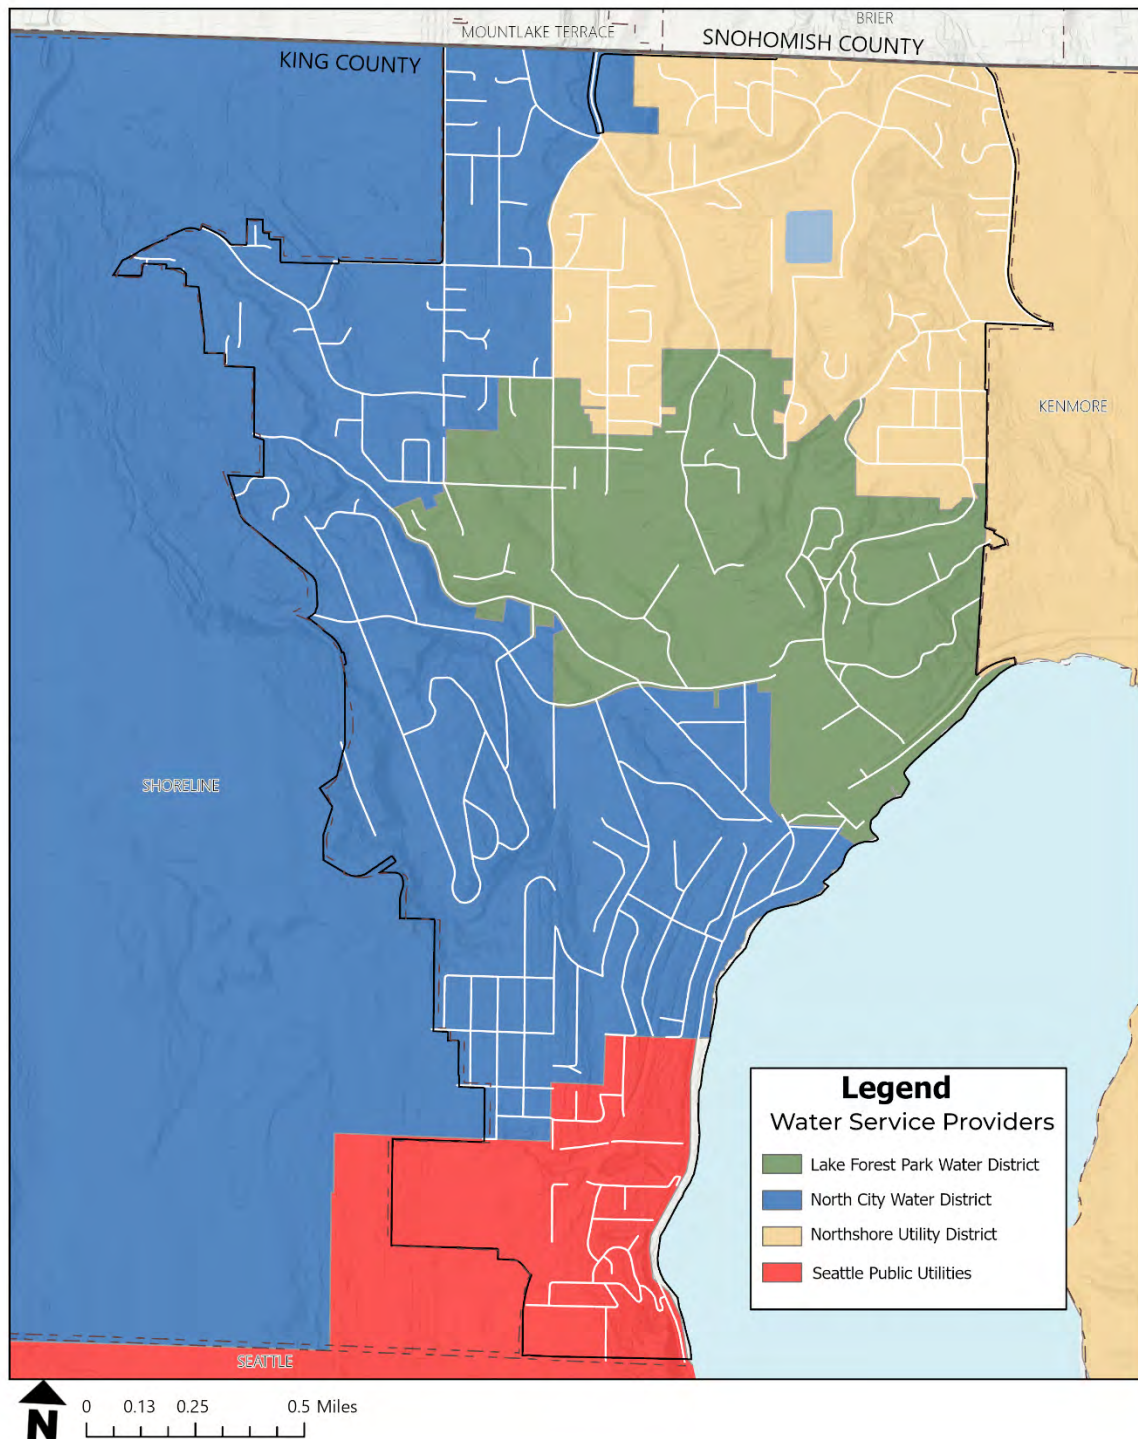 BRIER
MOUNTLAKE TERRACE
SNOHOMISH COUNTY
KING COUNTY
KENMORE
SHORELINE
Legend
Water Service Providers
Lake Forest Park Water District
North City Water District
Northshore Utility District
Seattle Public Utilities
SEATTLE
N
0 0.13 0.25 0.5 Miles